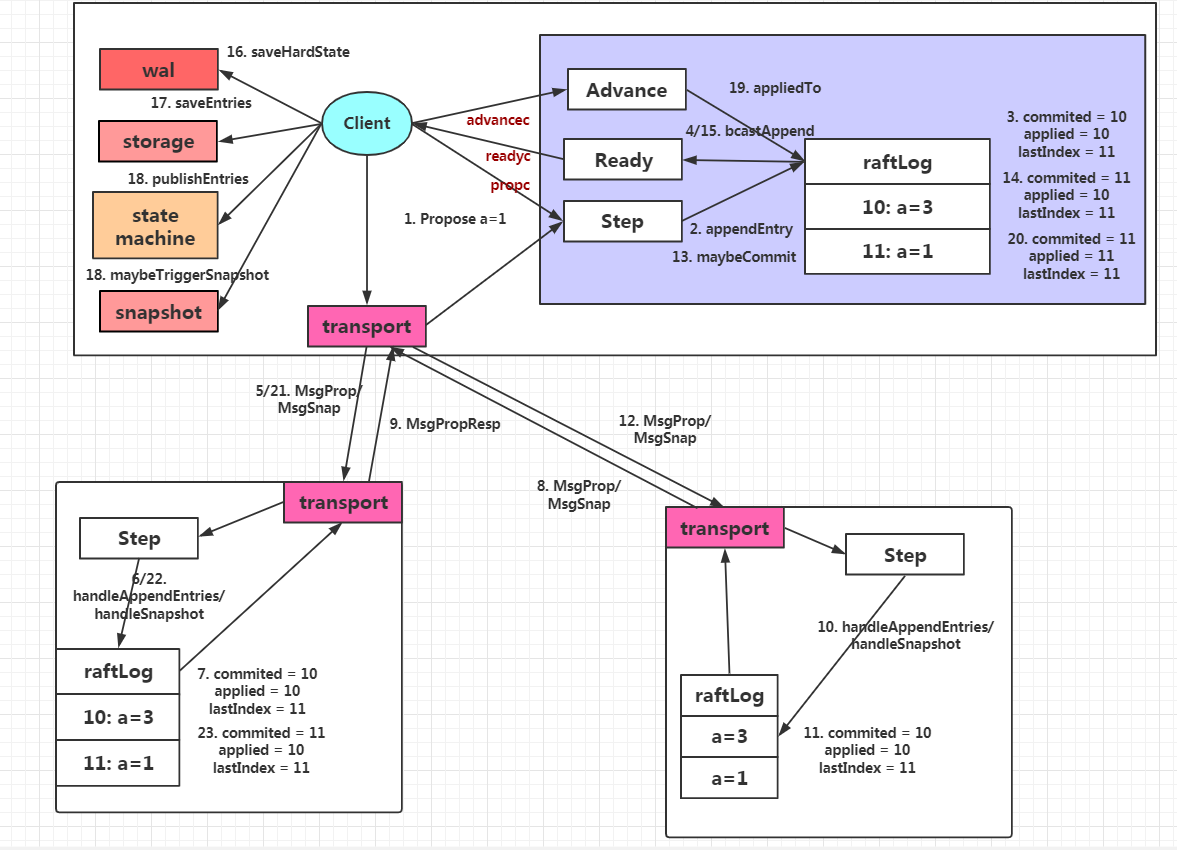 16. saveHardState
wal
17. saveEntries
storage
18. publishEntries
state
machine
18. maybeTriggerSnapshot
snapshot
Client
advancec
readyc
propc
1. Propose a=1
transport
Advance
19. appliedTo
4/15. bcastAppend
Ready
Step
2. appendEntry
13. maybeCommit
raftLog
10: a=3
11: a=1
3. commited = 10
applied = 10
lastIndex = 11
14. commited = 11
applied = 10
lastIndex = 11
20. commited = 11
applied = 11
lastIndex = 11
5/21. MsgProp/
MsgSnap
9. MsgPropResp
12. MsgProp/
MsgSnap
8. MsgProp/
MsgSnap
transport
Step
6/22.
handleAppendEntries/
handleSnapshot
raftLog
10: a=3
11: a=1
7. commited = 10
applied = 10
lastIndex = 11
23. commited = 11
applied = 10
lastIndex = 11
transport
Step
10. handleAppendEntries/
handleSnapshot
raftLog
a=3
a=1
11. commited = 10
applied = 10
lastIndex = 11